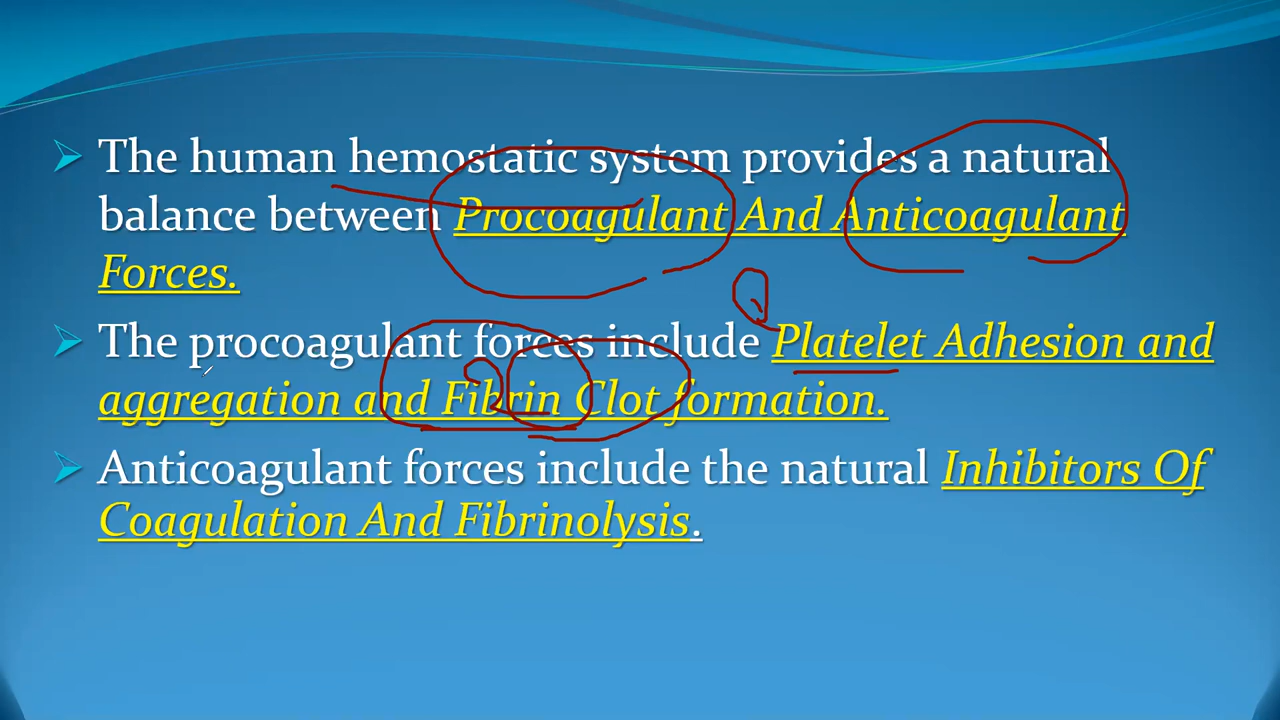 The human hemostatic system provides a natural
balance between Procoagulant And Anticoagulant
Forces.
The procoagulant forces include Platelet Adhesion and
aggregation and Fibrin Clot formation.
Anticoagulant forces include the natural Inhibitors Of
Coagulation And Fibrinolysis.